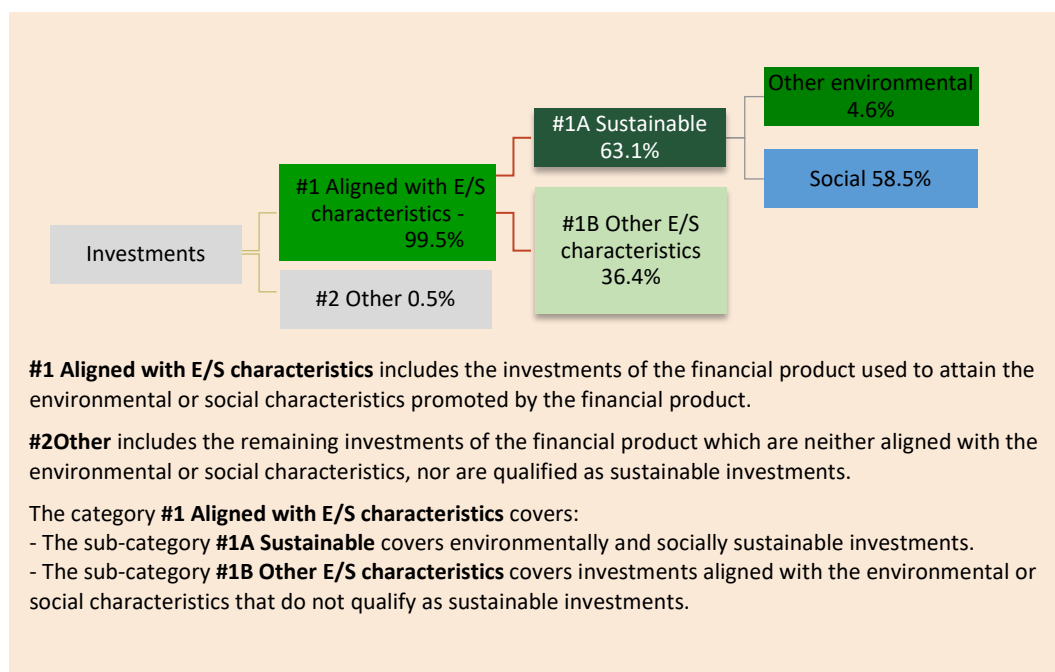 Other environmental
4.6%
#1A Sustainable
63.1%
Social 58.5%
#1 Aligned with E/S
characteristics -
99.5%
#1B Other E/S
characteristics
36.4%
Investments
#2 Other 0.5%
#1 Aligned with E/S characteristics includes the investments of the financial product used to attain the
environmental or social characteristics promoted by the financial product.
#2Other includes the remaining investments of the financial product which are neither aligned with the
environmental or social characteristics, nor are qualified as sustainable investments.
The category #1 Aligned with E/S characteristics covers:
- The sub-category #1A Sustainable covers environmentally and socially sustainable investments.
- The sub-category #1B Other E/S characteristics covers investments aligned with the environmental or
social characteristics that do not qualify as sustainable investments.